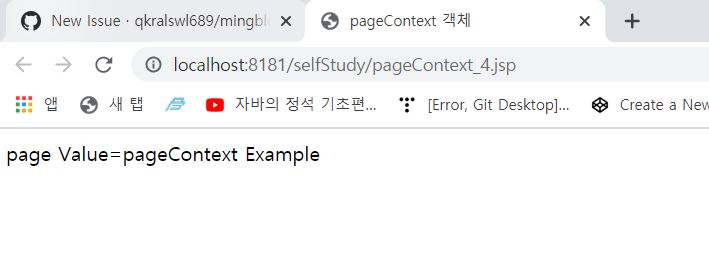 New Issue · qkralswl689/mingbl
pageContext 객체
localhost:8181/selfStudy/pageContext_4.jsp
앱 새 탭 자바의 정석 기초편... [Error, Git Desktop]... Create a New
page Value=pageContext Example